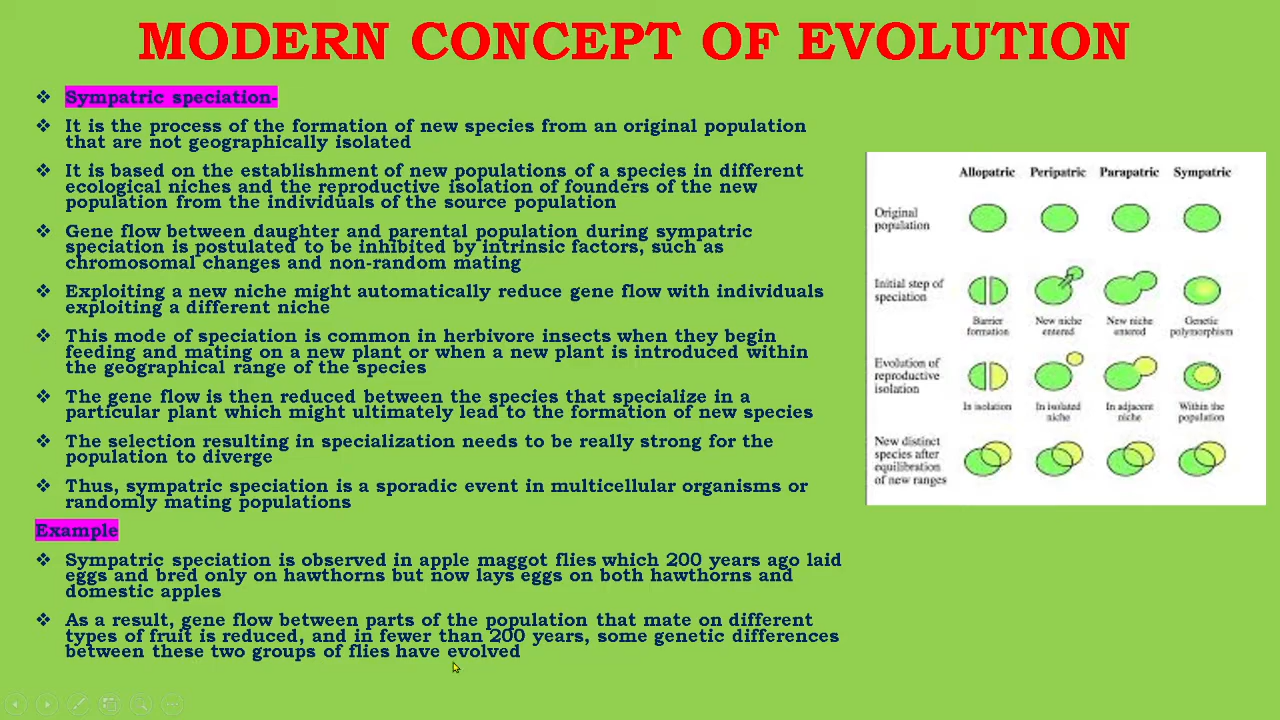 MODERN CONCEPT OF EVOLUTION
❖ Sympatric speciation-
❖ It is the process of the formation of new species from an original population
that are not geographically isolated
❖ It is based on the establishment of new populations of a species in different
ecological niches and the reproductive isolation of founders of the new
population from the individuals of the source population
❖ Gene flow between daughter and parental population during sympatric
speciation is postulated to be inhibited by intrinsic factors, such as
chromosomal changes and non-random mating
❖ Exploiting a new niche might automatically reduce gene flow with individuals
exploiting a different niche
❖ This mode of speciation is common in herbivore insects when they begin
feeding and mating on a new plant or when a new plant is introduced within
the geographical range of the species
❖ The gene flow is then reduced between the species that specialize in a
particular plant which might ultimately lead to the formation of new species
❖ The selection resulting in specialization needs to be really strong for the
population to diverge
❖ Thus, sympatric speciation is a sporadic event in multicellular organisms or
randomly mating populations
Example
❖ Sympatric speciation is observed in apple maggot flies which 200 years ago laid
eggs and bred only on hawthorns but now lays eggs on both hawthorns and
domestic apples
❖ As a result, gene flow between parts of the population that mate on different
types of fruit is reduced, and in fewer than 200 years, some genetic differences
between these two groups of flies have evolved
Allopatric Peripatric Parapatric Sympatric
Original
population
Initial step of
speciation
Barrier
formation
New niche
entered
New niche
entered
Genetic
polymorphism
Evolution of
reproductive
isolation
In isolation
In isolated
niche
In adjacent
niche
Within the
population
New distinct
species after
equilibration
of new ranges